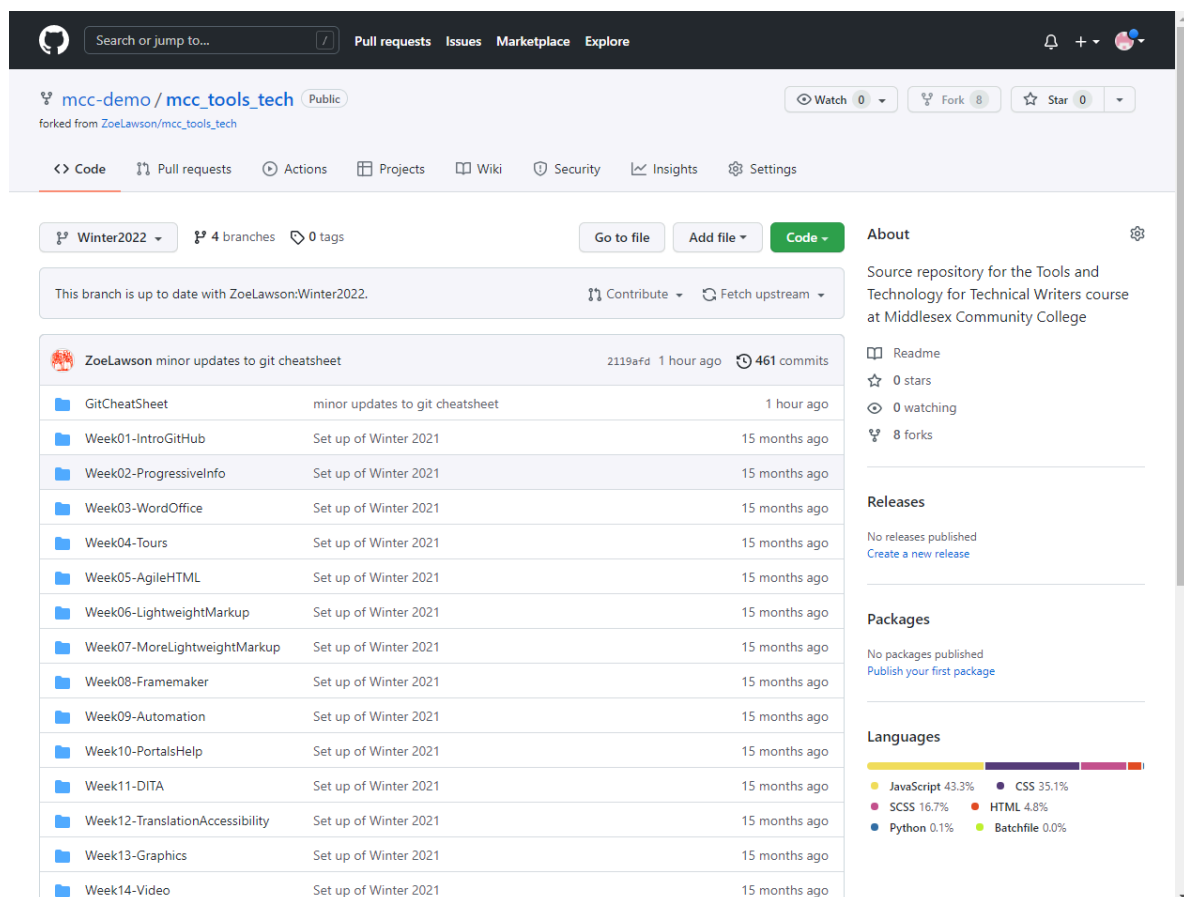 Search or jump to... / Pull requests Issues Marketplace Explore
mcc-demo / mcc_tools_tech Public
Watch 0 Fork 8 Star 0
forked from ZoeLawson/mcc_tools_tech
<> Code Pull requests Actions Projects Wiki Security Insights Settings
Winter2022 4 branches 0 tags Go to file Add file Code
This branch is up to date with ZoeLawson:Winter2022. Contribute Fetch upstream
ZoeLawson minor updates to git cheatsheet 2119afd 1 hour ago 461 commits
GitCheatSheet minor updates to git cheatsheet 1 hour ago
Week01-IntroGitHub Set up of Winter 2021 15 months ago
Week02-ProgressiveInfo Set up of Winter 2021 15 months ago
Week03-WordOffice Set up of Winter 2021 15 months ago
Week04-Tours Set up of Winter 2021 15 months ago
Week05-AgileHTML Set up of Winter 2021 15 months ago
Week06-LightweightMarkup Set up of Winter 2021 15 months ago
Week07-MoreLightweightMarkup Set up of Winter 2021 15 months ago
Week08-Framemaker Set up of Winter 2021 15 months ago
Week09-Automation Set up of Winter 2021 15 months ago
Week10-PortalsHelp Set up of Winter 2021 15 months ago
Week11-DITA Set up of Winter 2021 15 months ago
Week12-TranslationAccessibility Set up of Winter 2021 15 months ago
Week13-Graphics Set up of Winter 2021 15 months ago
Week14-Video Set up of Winter 2021 15 months ago
About
Source repository for the Tools and
Technology for Technical Writers course
at Middlesex Community College
Readme
0 stars
0 watching
8 forks
Releases
No releases published
Create a new release
Packages
No packages published
Publish your first package
Languages
JavaScript 43.3% CSS 35.1%
SCSS 16.7% HTML 4.8%
Python 0.1% Batchfile 0.0%